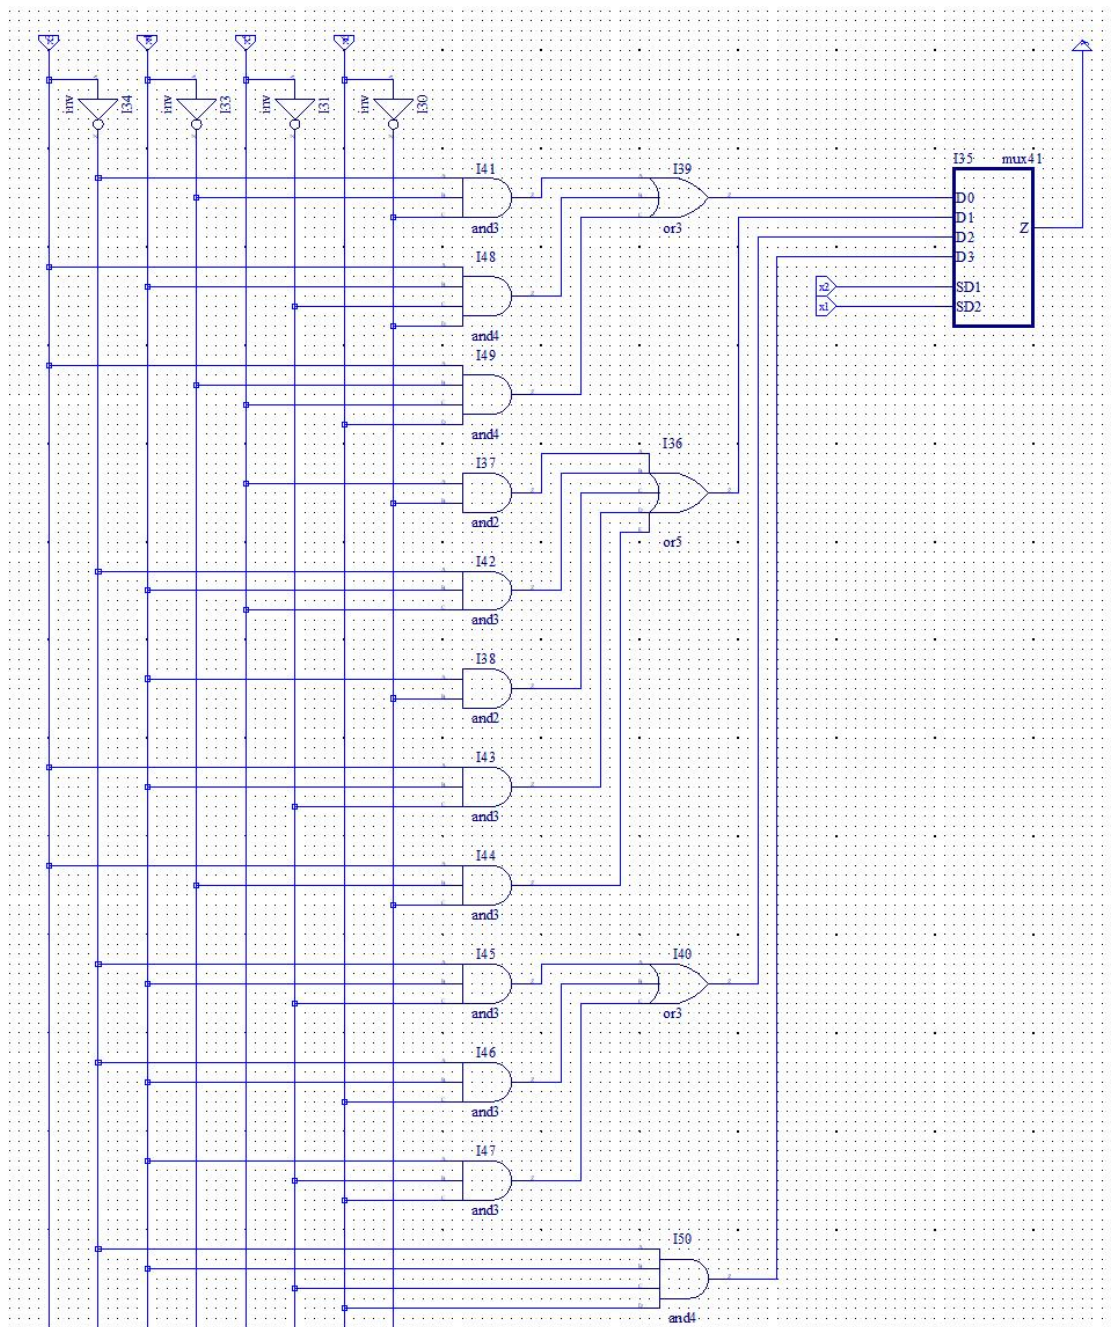 inv
I34
inv
I33
inv
I31
inv
I30
I41
and3
I39
or3
I35 mux41
D0
D1
D2
D3
SD1
SD2
Z
x2
x1
I48
and4
I49
and4
I37
and2
I36
or5
I42
and3
I38
and2
I43
and3
I44
and3
I45
and3
I40
or3
I46
and3
I47
and3
I50
and4